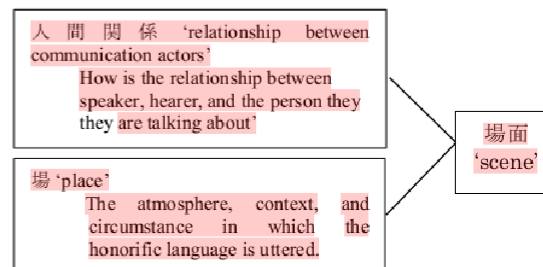 人間関係 ‘relationship between
communication actors’
How is the relationship between
speaker, hearer, and the person they
they are talking about’
場 ‘place’
The atmosphere, context, and
circumstance in which the
honorific language is uttered.
場面
‘scene’